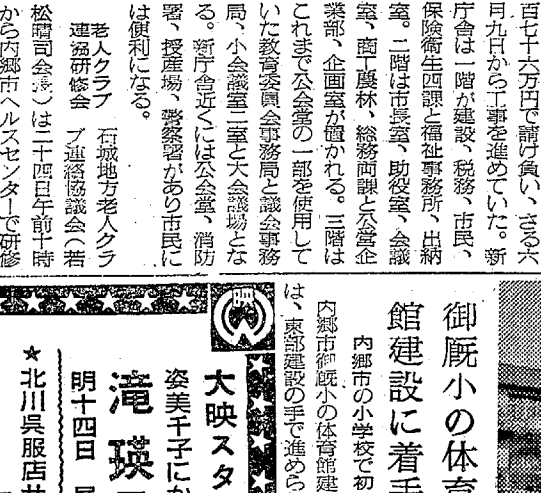 百七十六万円で請け負い、さる六
月九日から工事を進めていた。新
庁舎は一階が建設、税務、市民、
保険衛生四課と福祉事務所、出納
室。二階は市長室、助役室、会議
室、商工農林、総務両課と公営企
業部、企画室が置かれる。三階は
これまで公会堂の一部を使用して
いた教育委員会事務局と議会事務
局、小会議室二室と大会議場とな
る。新庁舎近くには公会堂、消防
署、授産場、警察署があり市民に
は便利になる。
老人クラブ
連協研修会
石城地方老人クラ
ブ連絡協議会(若
松 司会長)は二十四日午前十時
から内郷市ヘルスセンターで研修
御厩小の体育
館建設に着手
内郷市の小学校で初
内郷市御厩小の体育館建
は、東部建設の手で進めら
大映スタ
姿美千子にか
滝瑛
明十四日
★北川呉服店